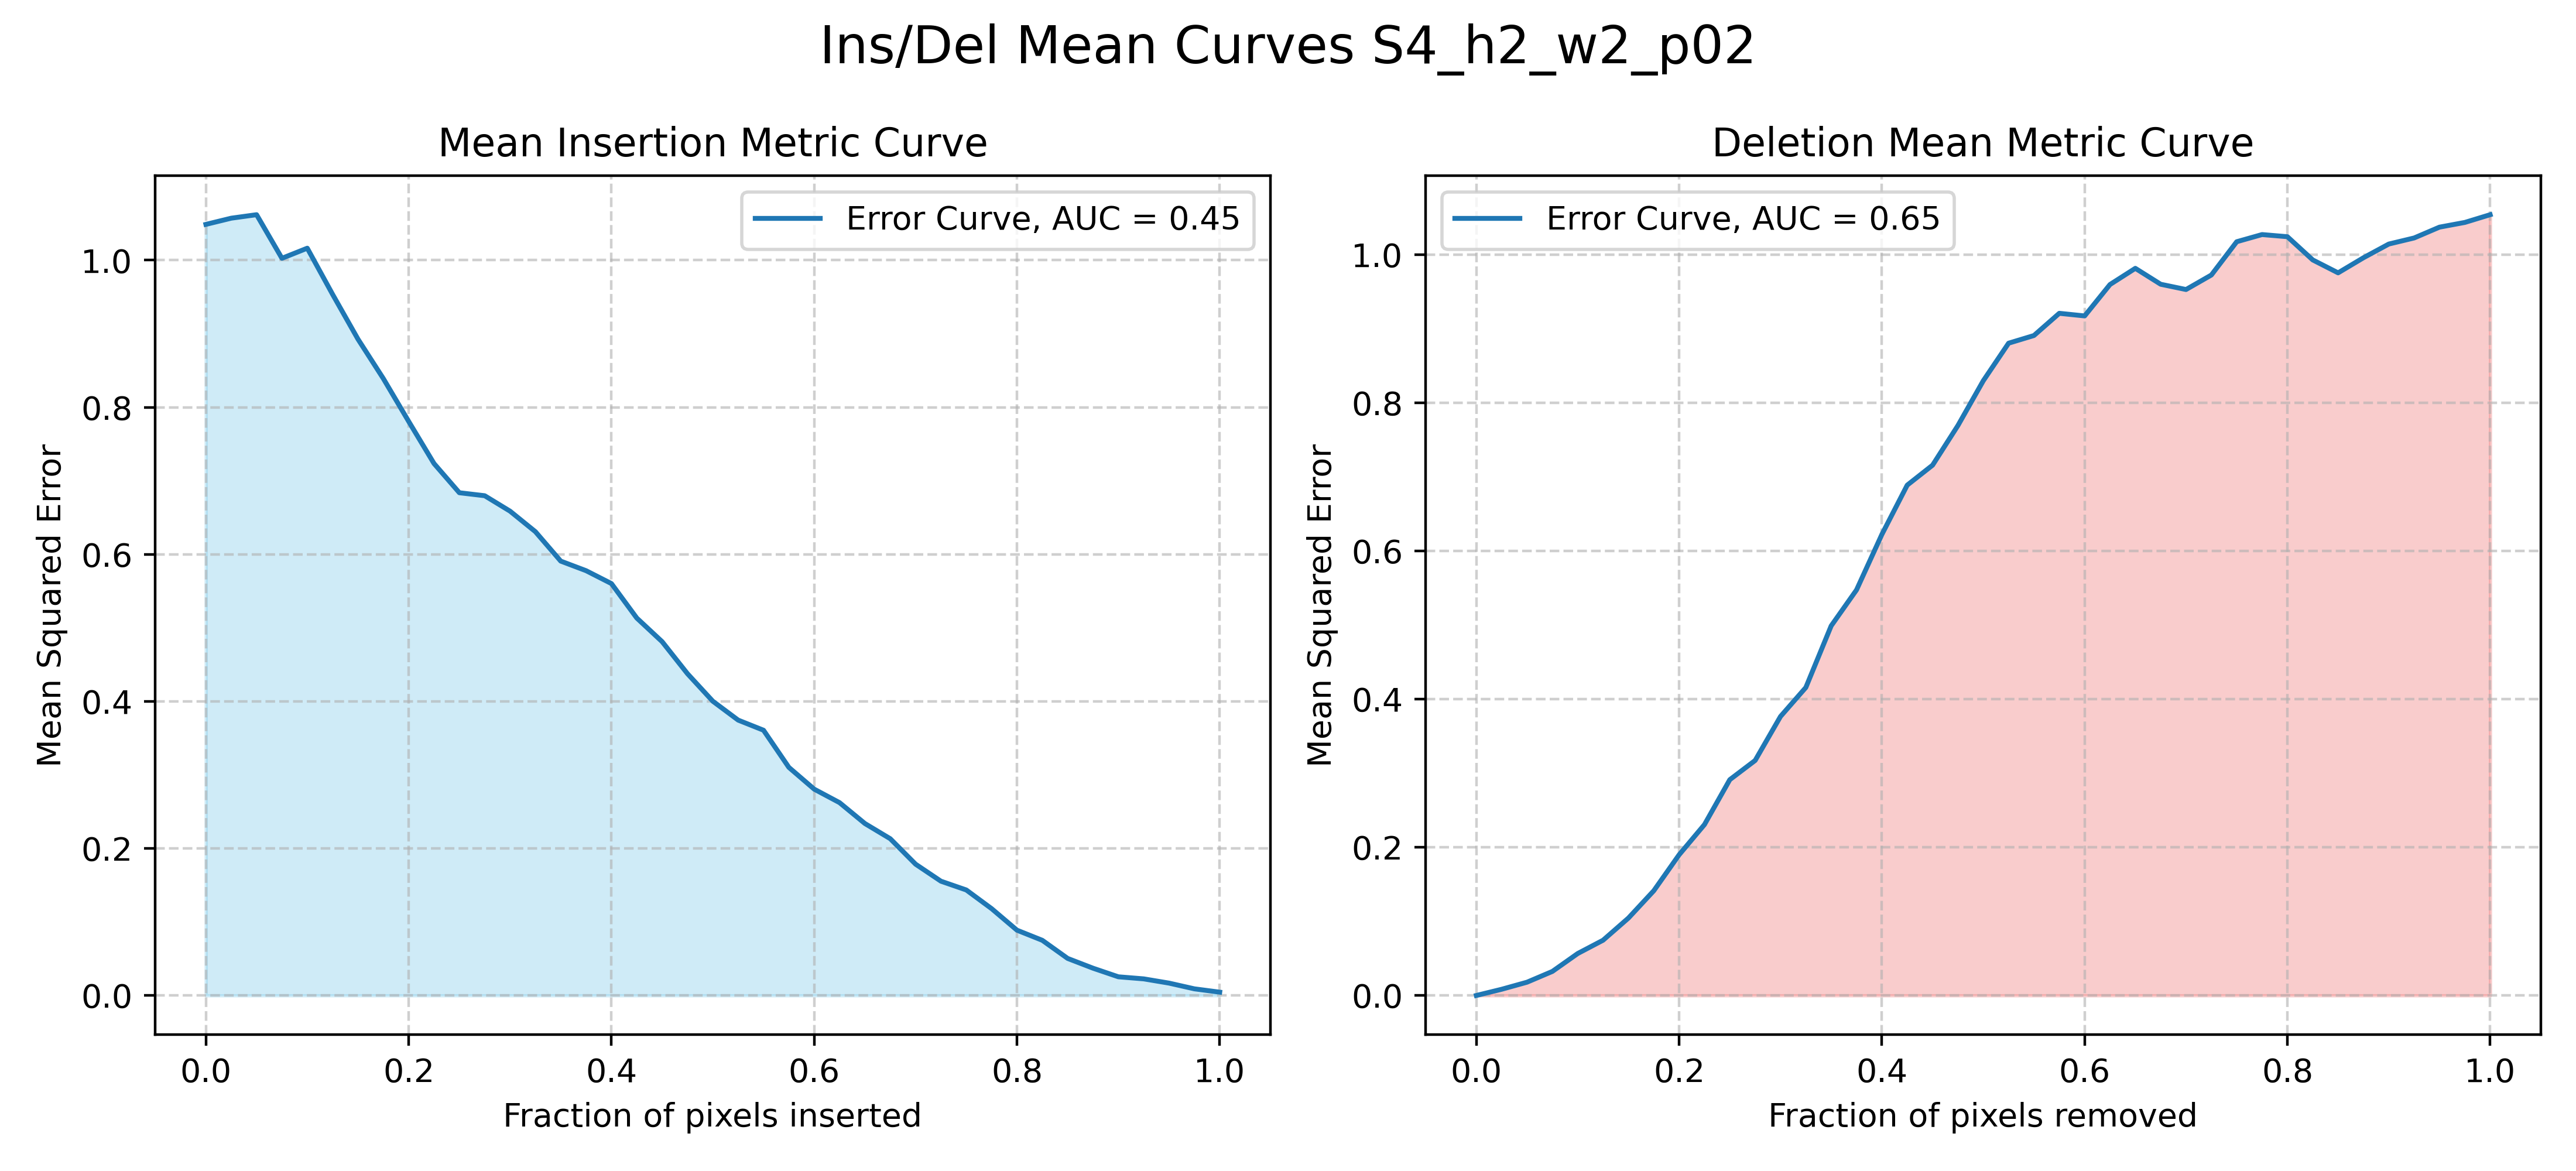 Ins/Del Mean Curves S4_h2_w2_p02
Mean Insertion Metric Curve
Error Curve, AUC = 0.45
1.0
0.8
0.6
0.4
0.2
0.0
Mean Squared Error
0.0 0.2 0.4 0.6 0.8 1.0
Fraction of pixels inserted
Deletion Mean Metric Curve
Error Curve, AUC = 0.65
1.0
0.8
0.6
0.4
0.2
0.0
Mean Squared Error
0.0 0.2 0.4 0.6 0.8 1.0
Fraction of pixels removed